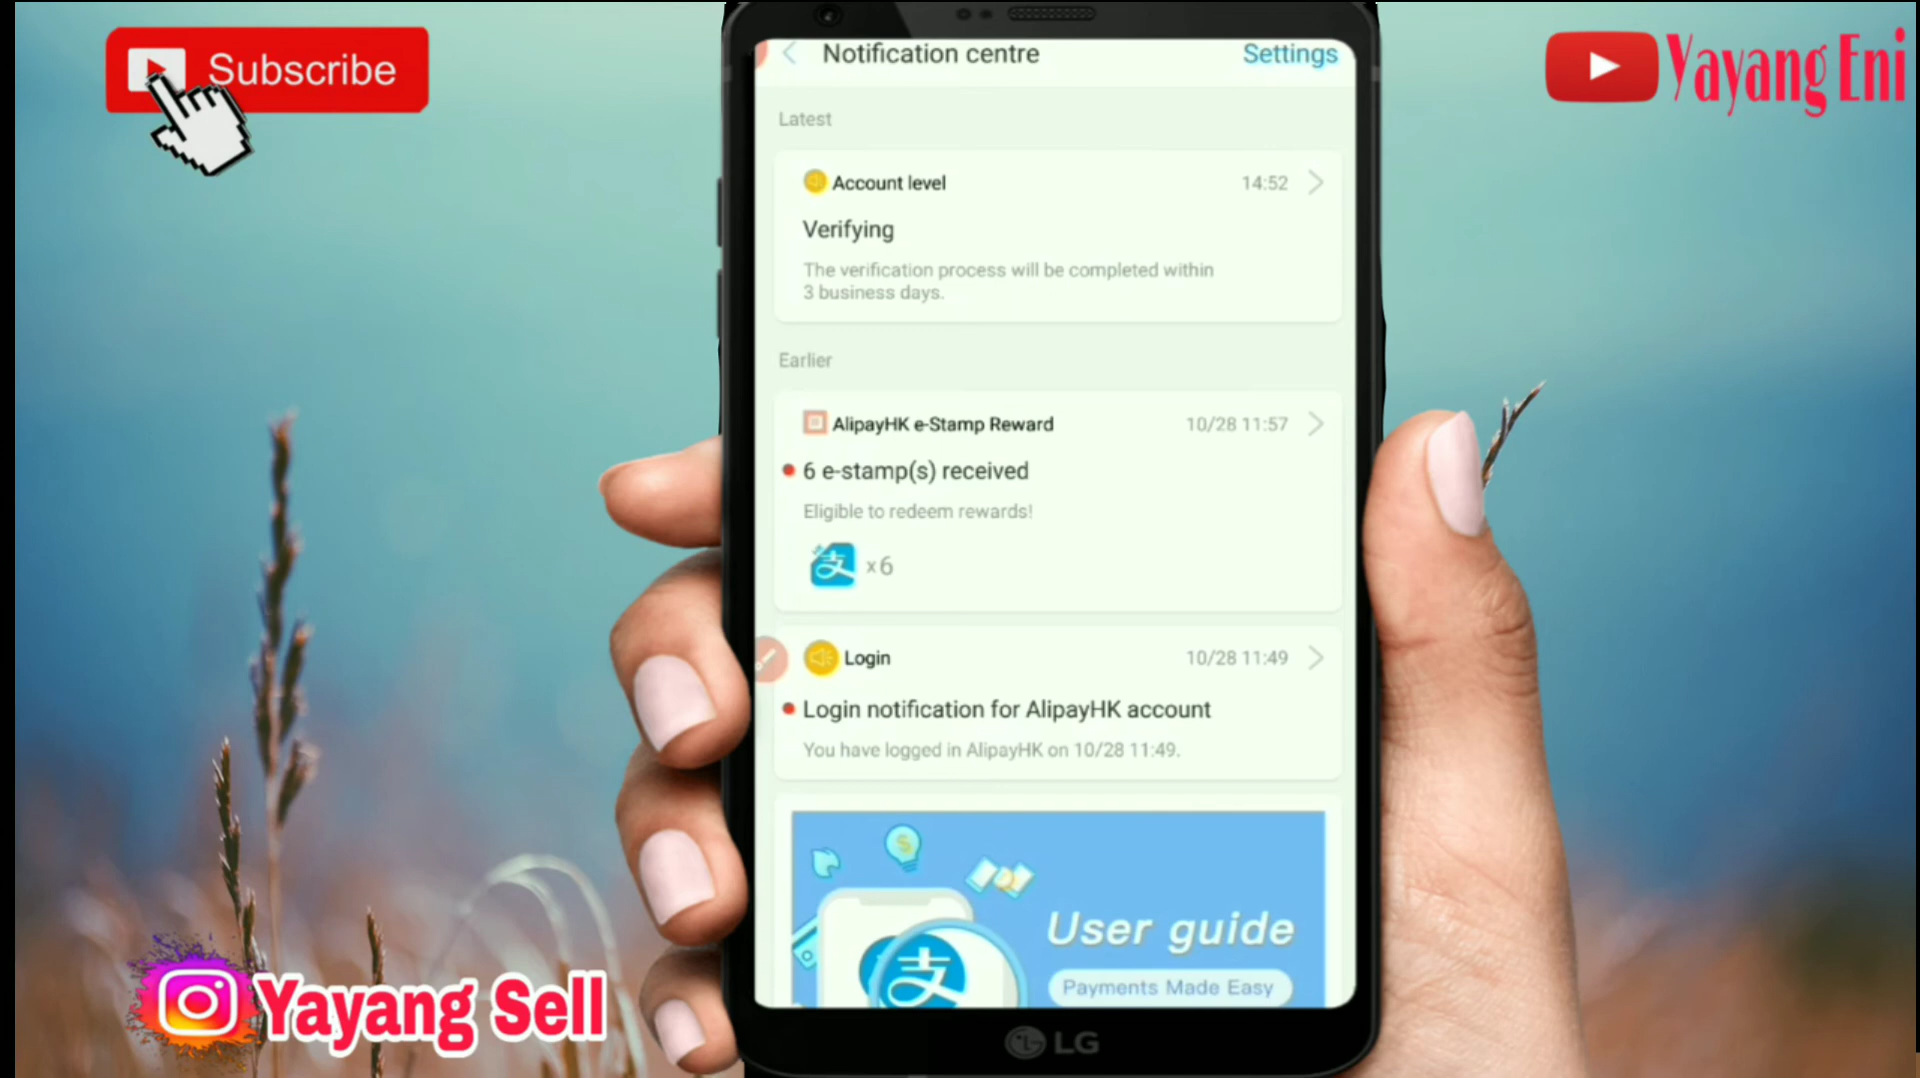 Subscribe
Yayang Eni
Notification centre
Settings
Latest
Account level
14:52
Verifying
The verification process will be completed within
3 business days.
Earlier
AlipayHK e-Stamp Reward
10/28 11:57
6 e-stamp(s) received
Eligible to redeem rewards!
支 x6
Login
10/28 11:49
Login notification for AlipayHK account
You have logged in AlipayHK on 10/28 11:49.
User guide
支
Payments Made Easy
LG
Yayang Sell